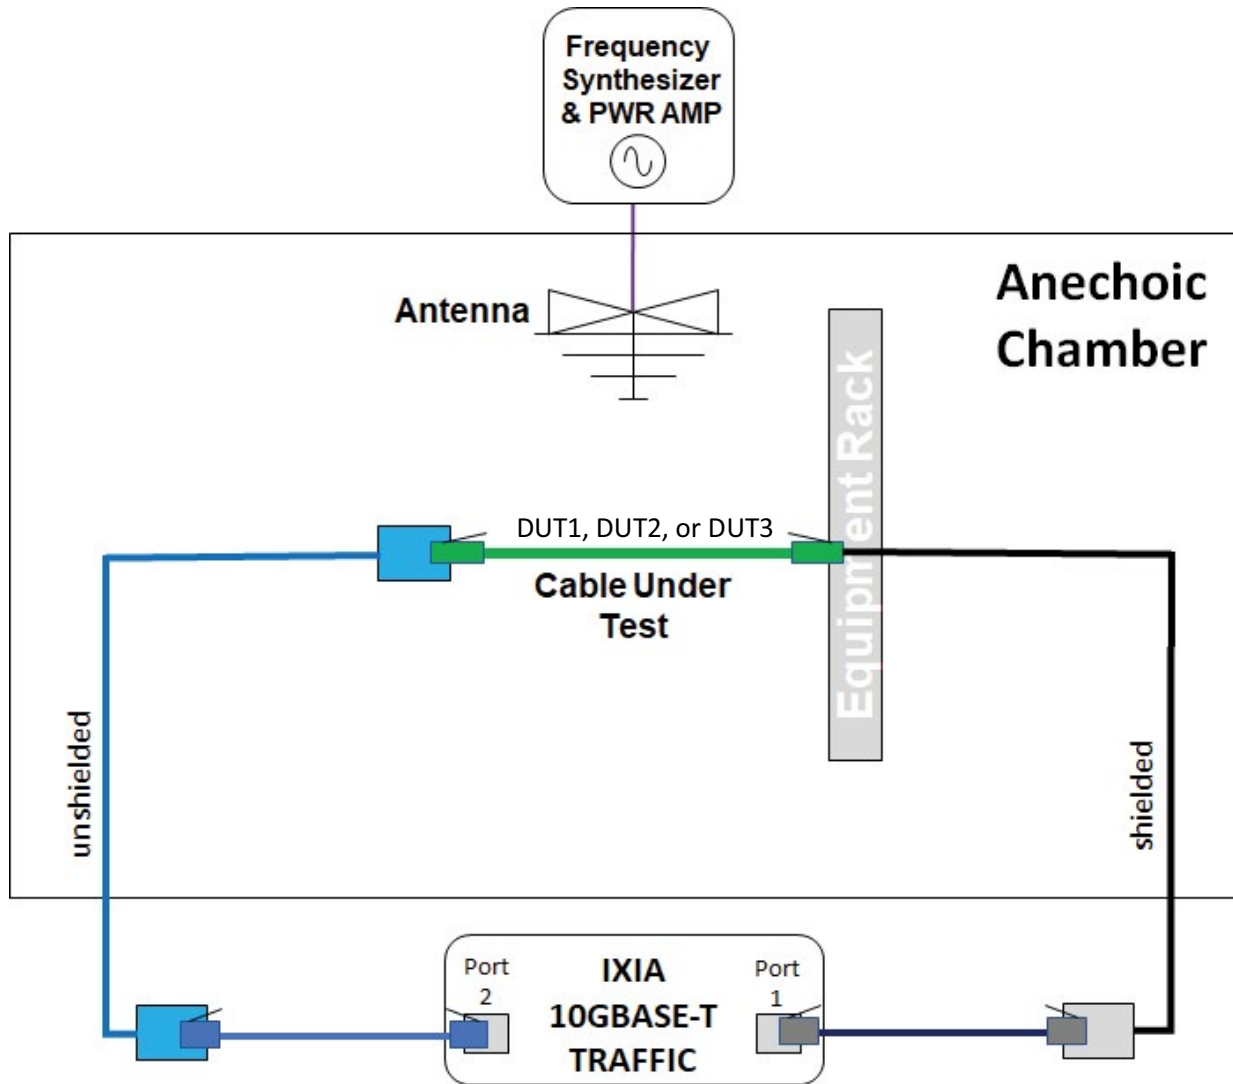 Frequency
Synthesizer
& PWR AMP
Anechoic
Chamber
Antenna
Equipment Rack
DUT1, DUT2, or DUT3
Cable Under
Test
unshielded
shielded
Port
2
IXIA
10GBASE-T
TRAFFIC
Port
1